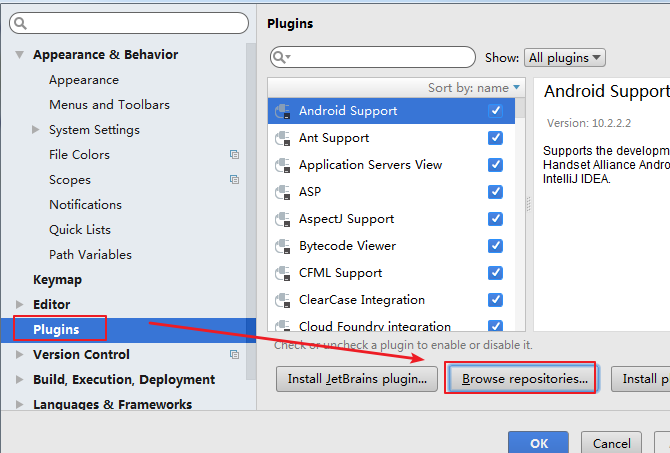 Appearance & Behavior
Appearance
Menus and Toolbars
System Settings
File Colors
Scopes
Notifications
Quick Lists
Path Variables
Keymap
Editor
Plugins
Version Control
Build, Execution, Deployment
Languages & Frameworks
Plugins
Show: All plugins
Sort by: name
Android Support
Ant Support
Application Servers View
ASP
AspectJ Support
Bytecode Viewer
CFML Support
ClearCase Integration
Cloud Foundry integration
Check or uncheck a plugin to enable or disable it.
Install JetBrains plugin...
Browse repositories...
Install p
Android Support
Version: 10.2.2.2
Supports the developm
Handset Alliance Andro
IntelliJ IDEA.
OK
Cancel